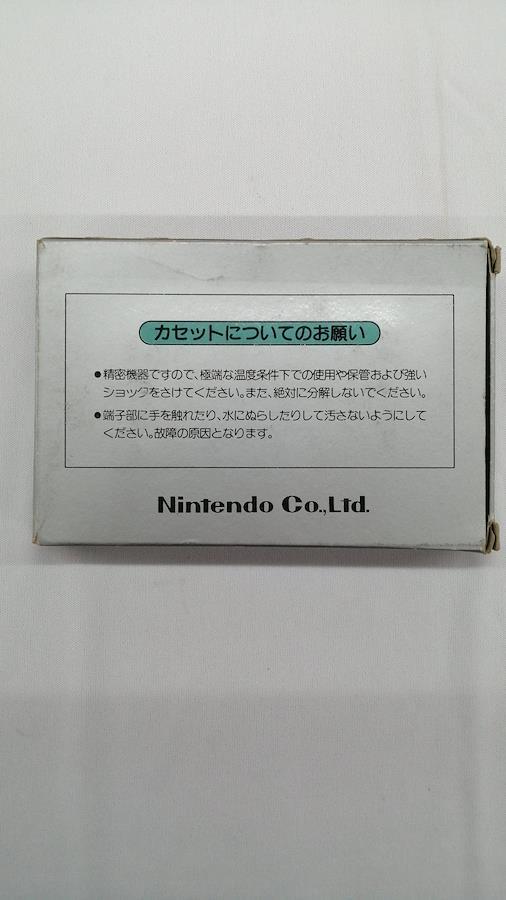 カセットについてのお願い
●精密機器ですので、極端な温度条件下での使用や保管および強い
ショックをさけてください。また、絶対に分解しないでください。
●端子部に手を触れたり、水にぬらしたりして汚さないようにして
ください。故障の原因となります。
Nintendo Co.,Ltd.